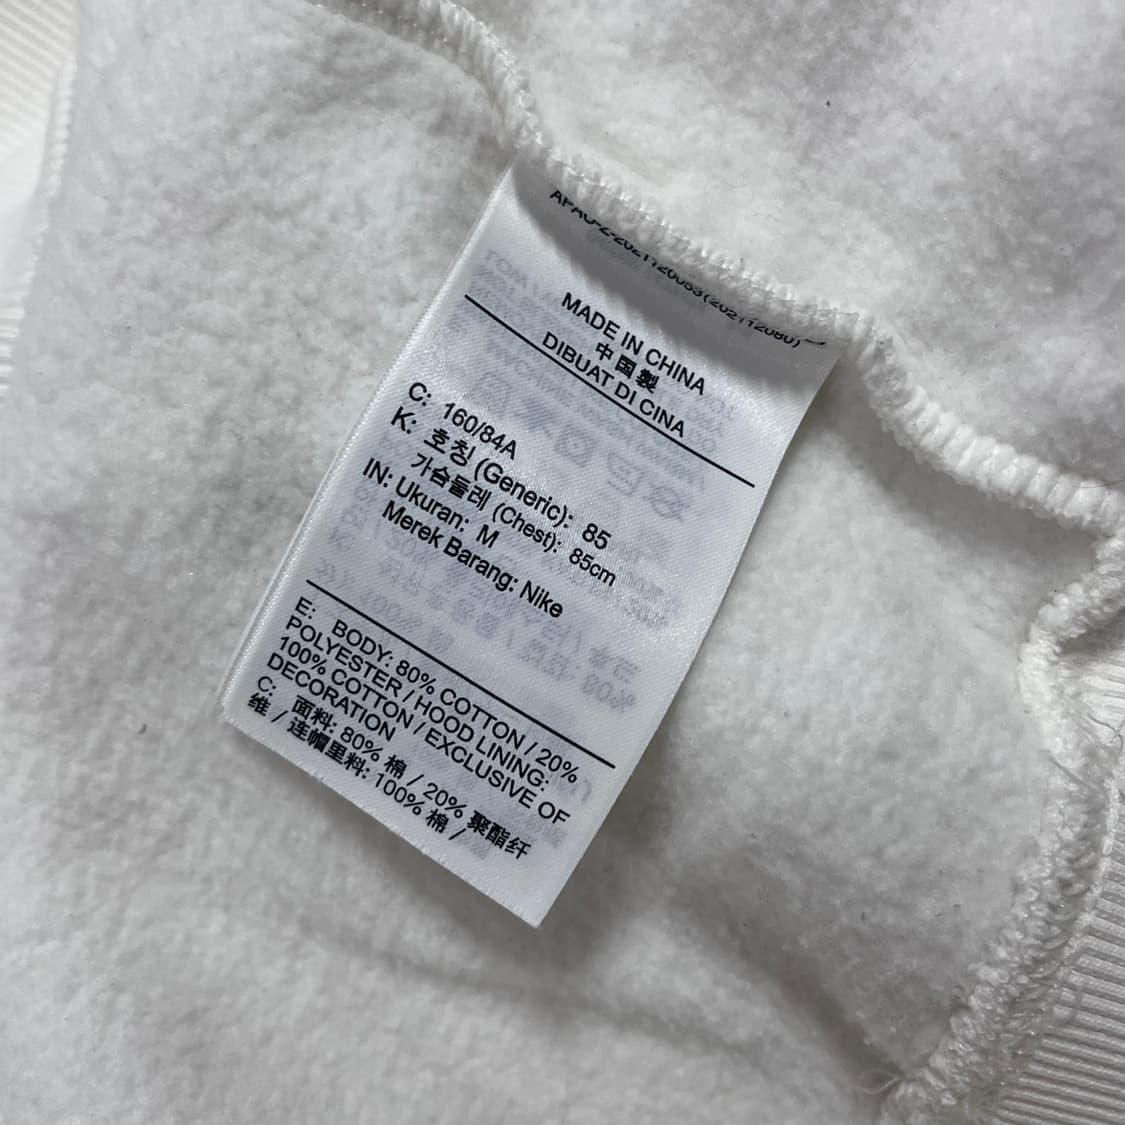 MADE IN CHINA
中国製
DIBUAT DI CINA
C: 160/84A
K: 호칭 (Generic): 85
가슴둘레 (Chest): 85cm
IN: Ukuran: M
Merek Barang: Nike
E: BODY: 80% COTTON / 20%
POLYESTER / HOOD LINING:
100% COTTON / EXCLUSIVE OF
DECORATION
C: 面料: 80% 棉 / 20% 聚酯纤
维 / 连帽里料: 100% 棉 /